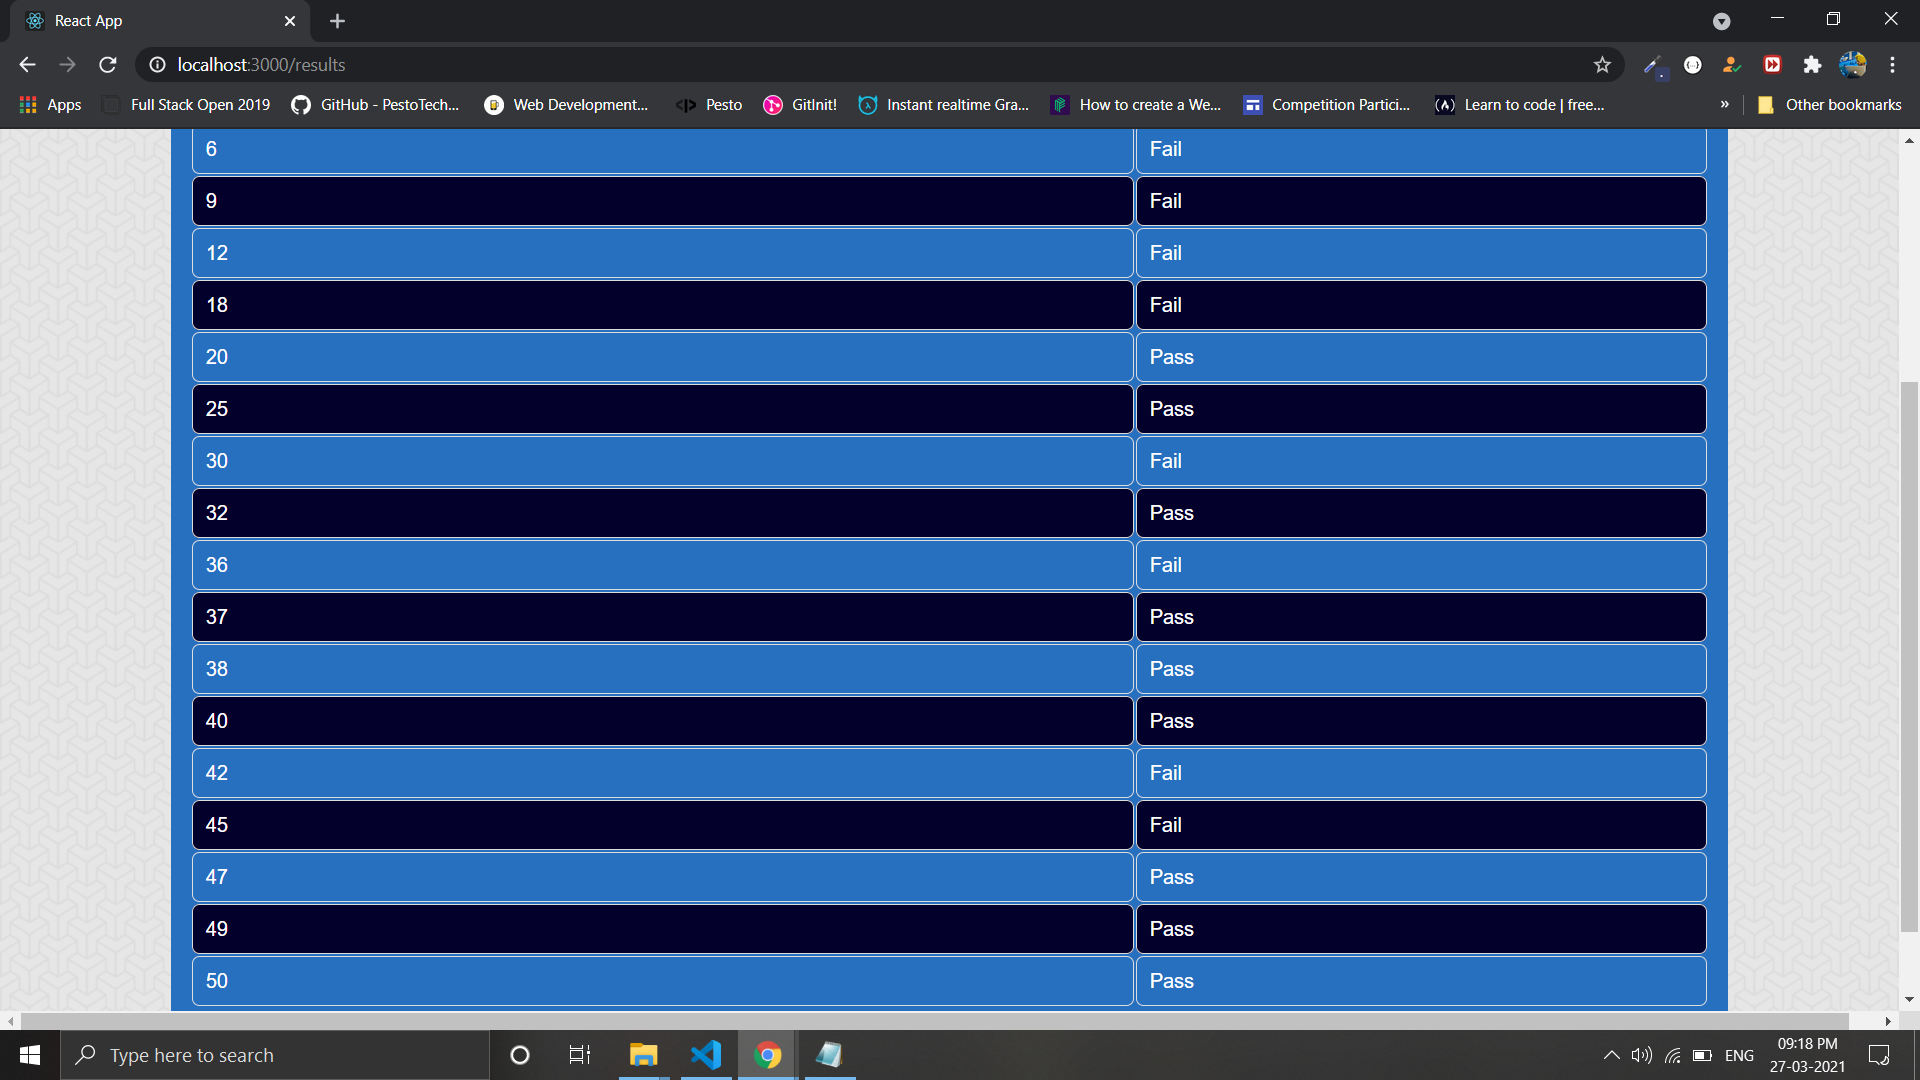 React App
localhost:3000/results
Apps Full Stack Open 2019 GitHub - PestoTech... Web Development... Pesto GitInit! Instant realtime Gra... How to create a We... Competition Partici... Learn to code | free... » Other bookmarks
6 Fail
9 Fail
12 Fail
18 Fail
20 Pass
25 Pass
30 Fail
32 Pass
36 Fail
37 Pass
38 Pass
40 Pass
42 Fail
45 Fail
47 Pass
49 Pass
50 Pass
Type here to search
ENG
09:18 PM
27-03-2021